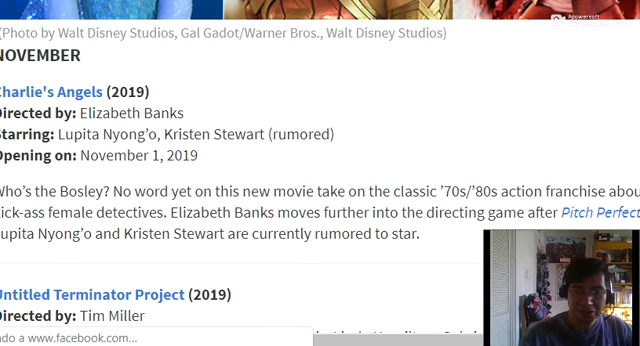 Apowersoft
(Photo by Walt Disney Studios, Gal Gadot/Warner Bros., Walt Disney Studios)
NOVEMBER
Charlie's Angels (2019)
Directed by: Elizabeth Banks
Starring: Lupita Nyong’o, Kristen Stewart (rumored)
Opening on: November 1, 2019
Who’s the Bosley? No word yet on this new movie take on the classic ’70s/’80s action franchise abou
kick-ass female detectives. Elizabeth Banks moves further into the directing game after Pitch Perfect
Lupita Nyong’o and Kristen Stewart are currently rumored to star.
Untitled Terminator Project (2019)
Directed by: Tim Miller
ndo a www.facebook.com...